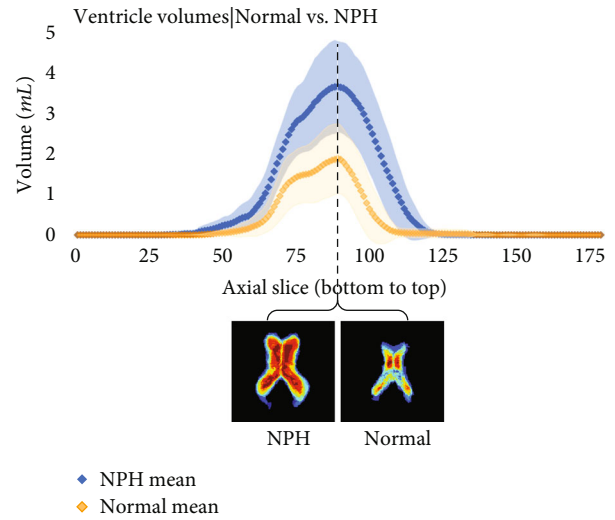 Ventricle volumes|Normal vs. NPH
5
4
3
2
1
0
Volume (mL)
0 25 50 75 100 125 150 175
Axial slice (bottom to top)
NPH Normal
NPH mean
Normal mean